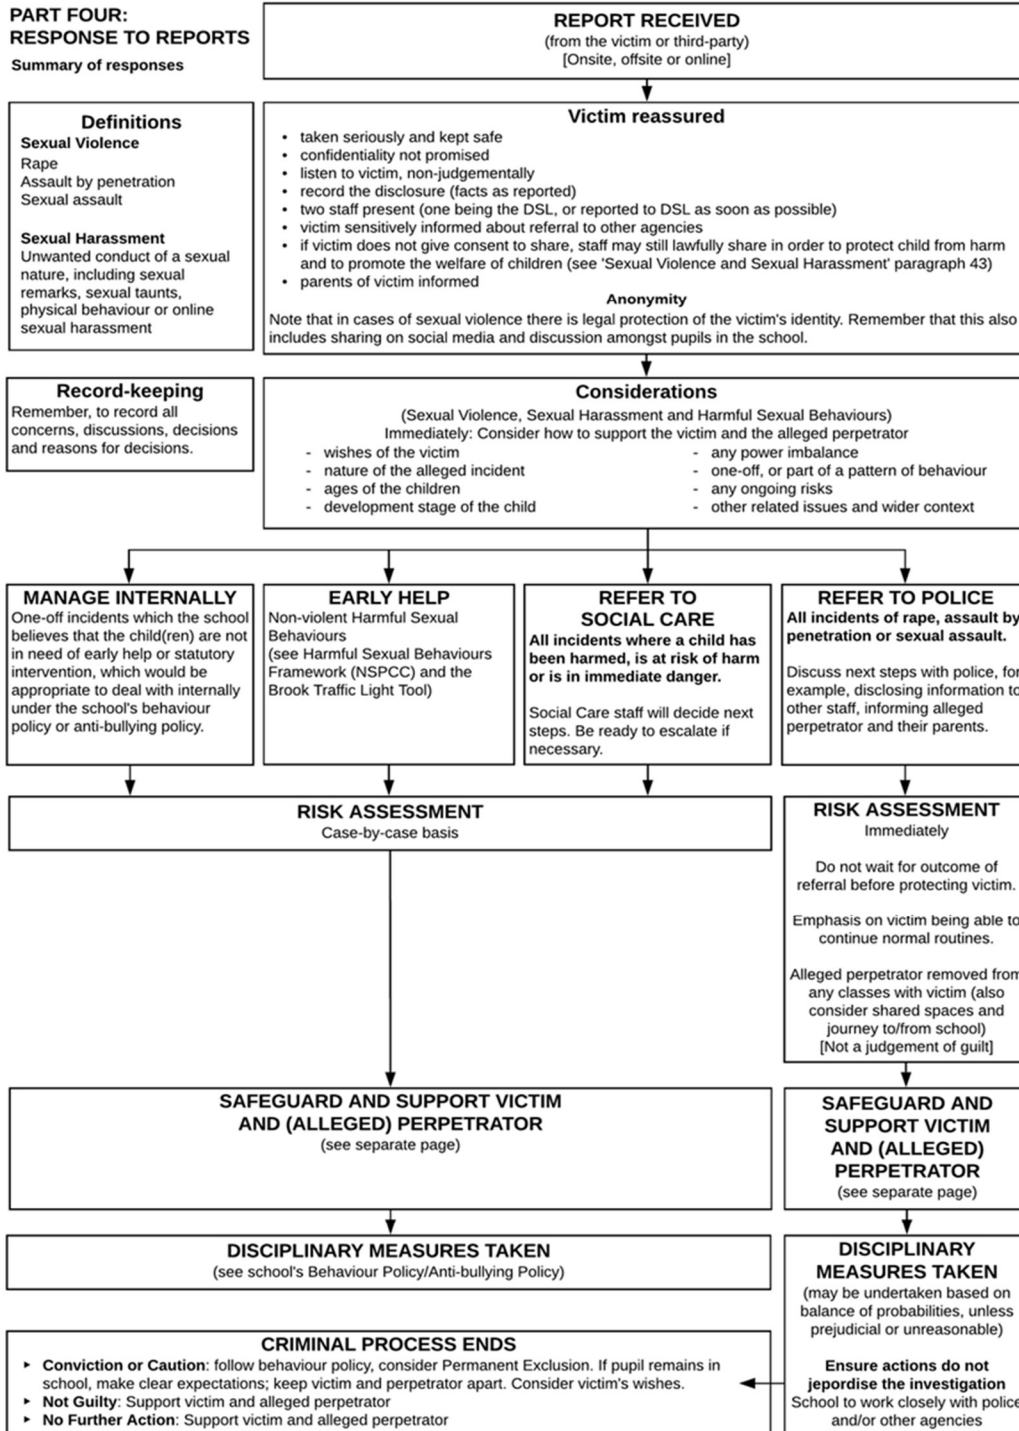 PART FOUR:
RESPONSE TO REPORTS
Summary of responses
REPORT RECEIVED
(from the victim or third-party)
[Onsite, offsite or online]
Definitions
Sexual Violence
Rape
Assault by penetration
Sexual assault
Sexual Harassment
Unwanted conduct of a sexual
nature, including sexual
remarks, sexual taunts,
physical behaviour or online
sexual harassment
Victim reassured
• taken seriously and kept safe
• confidentiality not promised
• listen to victim, non-judgementally
• record the disclosure (facts as reported)
• two staff present (one being the DSL, or reported to DSL as soon as possible)
• victim sensitively informed about referral to other agencies
• if victim does not give consent to share, staff may still lawfully share in order to protect child from harm
and to promote the welfare of children (see 'Sexual Violence and Sexual Harassment' paragraph 43)
• parents of victim informed
Anonymity
Note that in cases of sexual violence there is legal protection of the victim's identity. Remember that this also
includes sharing on social media and discussion amongst pupils in the school.
Record-keeping
Remember, to record all
concerns, discussions, decisions
and reasons for decisions.
Considerations
(Sexual Violence, Sexual Harassment and Harmful Sexual Behaviours)
Immediately: Consider how to support the victim and the alleged perpetrator
- wishes of the victim
- nature of the alleged incident
- ages of the children
- development stage of the child
- any power imbalance
- one-off, or part of a pattern of behaviour
- any ongoing risks
- other related issues and wider context
MANAGE INTERNALLY
One-off incidents which the school
believes that the child(ren) are not
in need of early help or statutory
intervention, which would be
appropriate to deal with internally
under the school's behaviour
policy or anti-bullying policy.
EARLY HELP
Non-violent Harmful Sexual
Behaviours
(see Harmful Sexual Behaviours
Framework (NSPCC) and the
Brook Traffic Light Tool)
REFER TO
SOCIAL CARE
All incidents where a child has
been harmed, is at risk of harm
or is in immediate danger.
Social Care staff will decide next
steps. Be ready to escalate if
necessary.
REFER TO POLICE
All incidents of rape, assault by
penetration or sexual assault.
Discuss next steps with police, for
example, disclosing information to
other staff, informing alleged
perpetrator and their parents.
RISK ASSESSMENT
Case-by-case basis
RISK ASSESSMENT
Immediately
Do not wait for outcome of
referral before protecting victim.
Emphasis on victim being able to
continue normal routines.
Alleged perpetrator removed from
any classes with victim (also
consider shared spaces and
journey to/from school)
[Not a judgement of guilt]
SAFEGUARD AND SUPPORT VICTIM
AND (ALLEGED) PERPETRATOR
(see separate page)
SAFEGUARD AND
SUPPORT VICTIM
AND (ALLEGED)
PERPETRATOR
(see separate page)
DISCIPLINARY MEASURES TAKEN
(see school's Behaviour Policy/Anti-bullying Policy)
DISCIPLINARY
MEASURES TAKEN
(may be undertaken based on
balance of probabilities, unless
prejudicial or unreasonable)
Ensure actions do not
jepordise the investigation
School to work closely with police
and/or other agencies
CRIMINAL PROCESS ENDS
▸ Conviction or Caution: follow behaviour policy, consider Permanent Exclusion. If pupil remains in
school, make clear expectations; keep victim and perpetrator apart. Consider victim's wishes.
▸ Not Guilty: Support victim and alleged perpetrator
▸ No Further Action: Support victim and alleged perpetrator